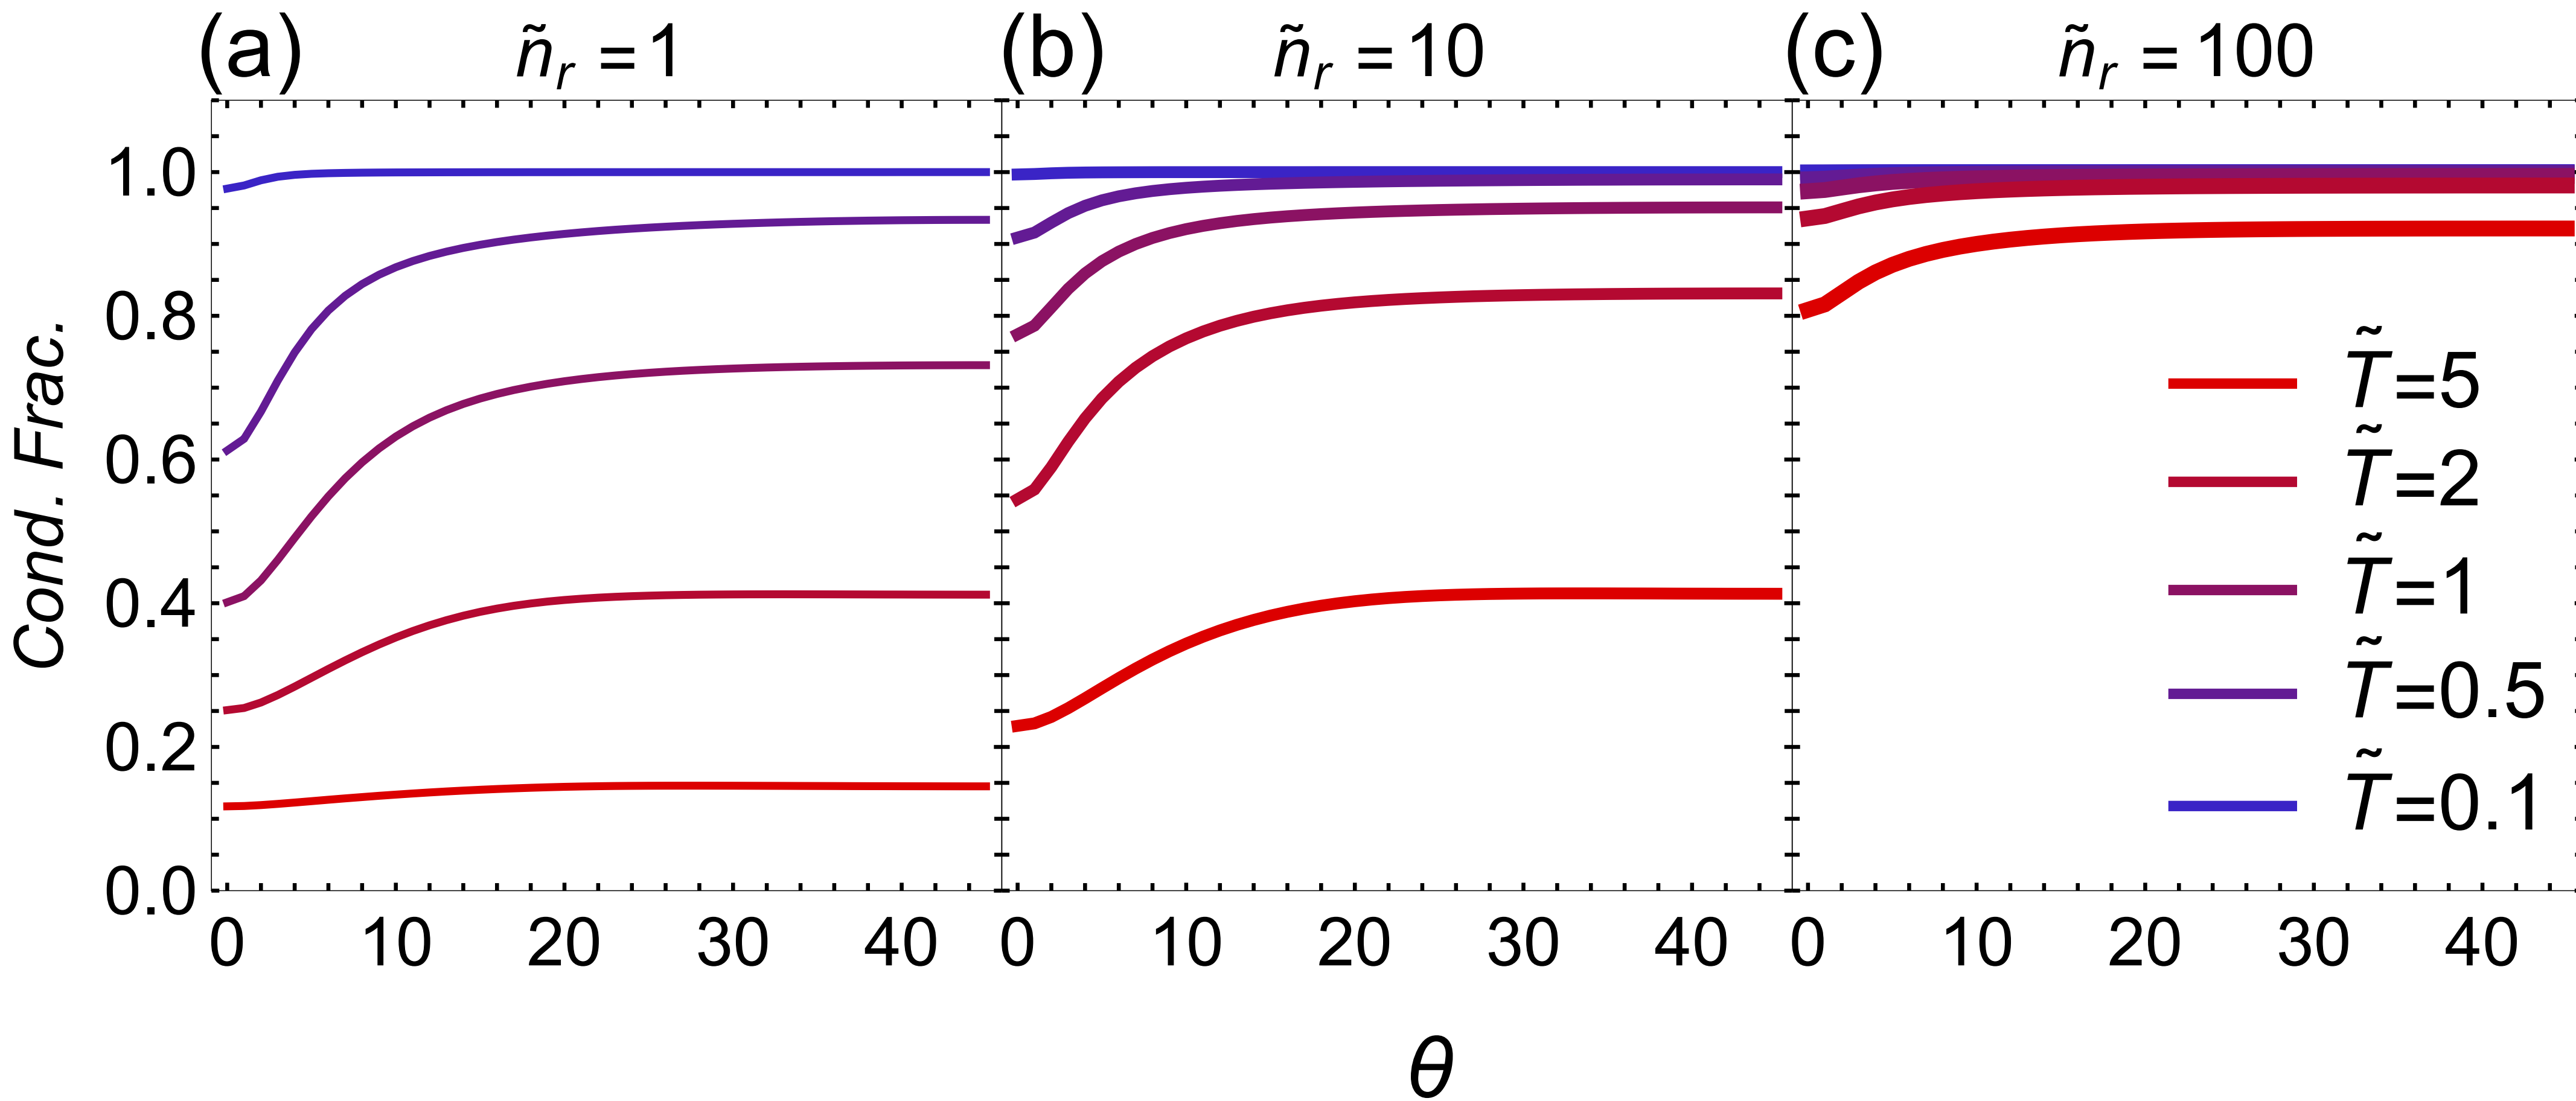 (a) ñ_r = 1 (b) ñ_r = 10 (c) ñ_r = 100
Cond. Frac.
1.0
0.8
0.6
0.4
0.2
0.0
T̃=5
T̃=2
T̃=1
T̃=0.5
T̃=0.1
0 10 20 30 40 0 10 20 30 40 0 10 20 30 40
θ